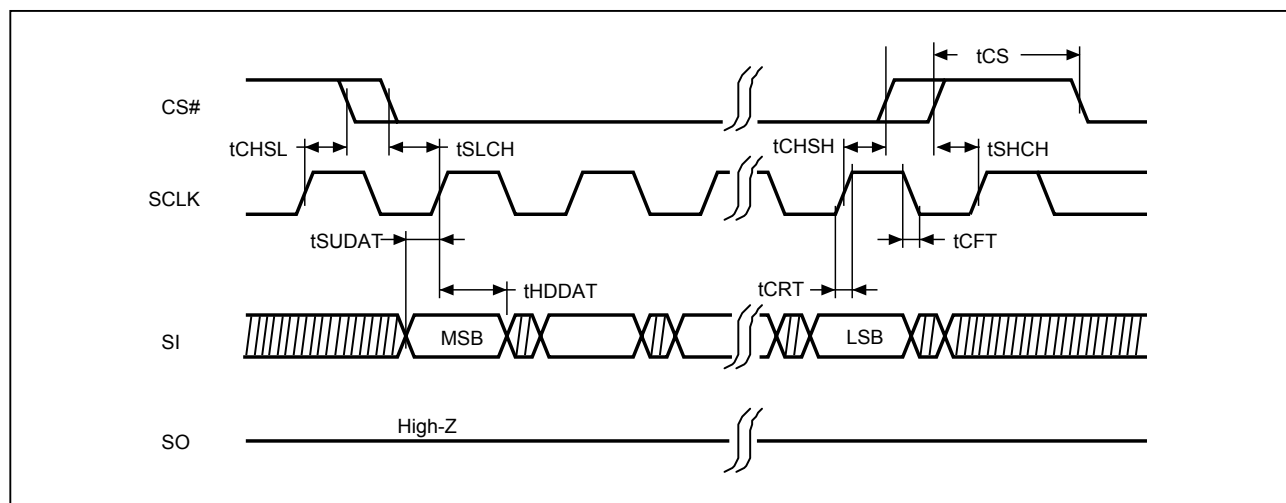 tCS
CS#
tCHSL
tSLCH
tCHSH
tSHCH
SCLK
tSUDAT
tCFT
tHDDAT
tCRT
SI
MSB
LSB
High-Z
SO